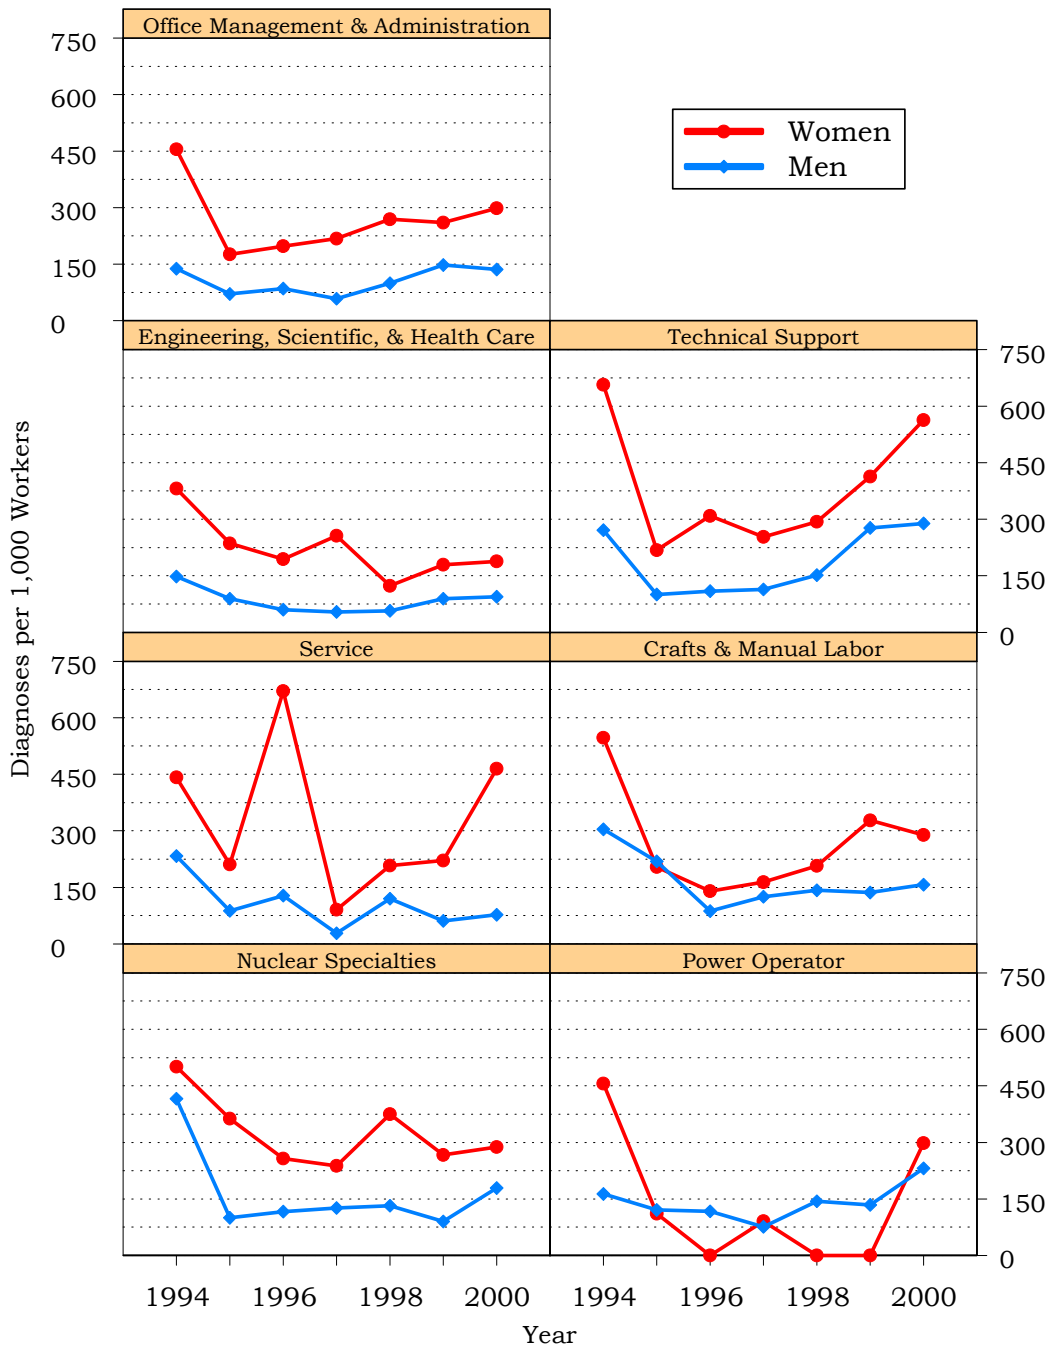 Office Management & Administration
750
600
450
300
150
0
Women
Men
Engineering, Scientific, & Health Care
Technical Support
750
600
450
300
150
0
Diagnoses per 1,000 Workers
Service
Crafts & Manual Labor
750
600
450
300
150
0
Nuclear Specialties
Power Operator
750
600
450
300
150
0
1994 1996 1998 2000 1994 1996 1998 2000
Year